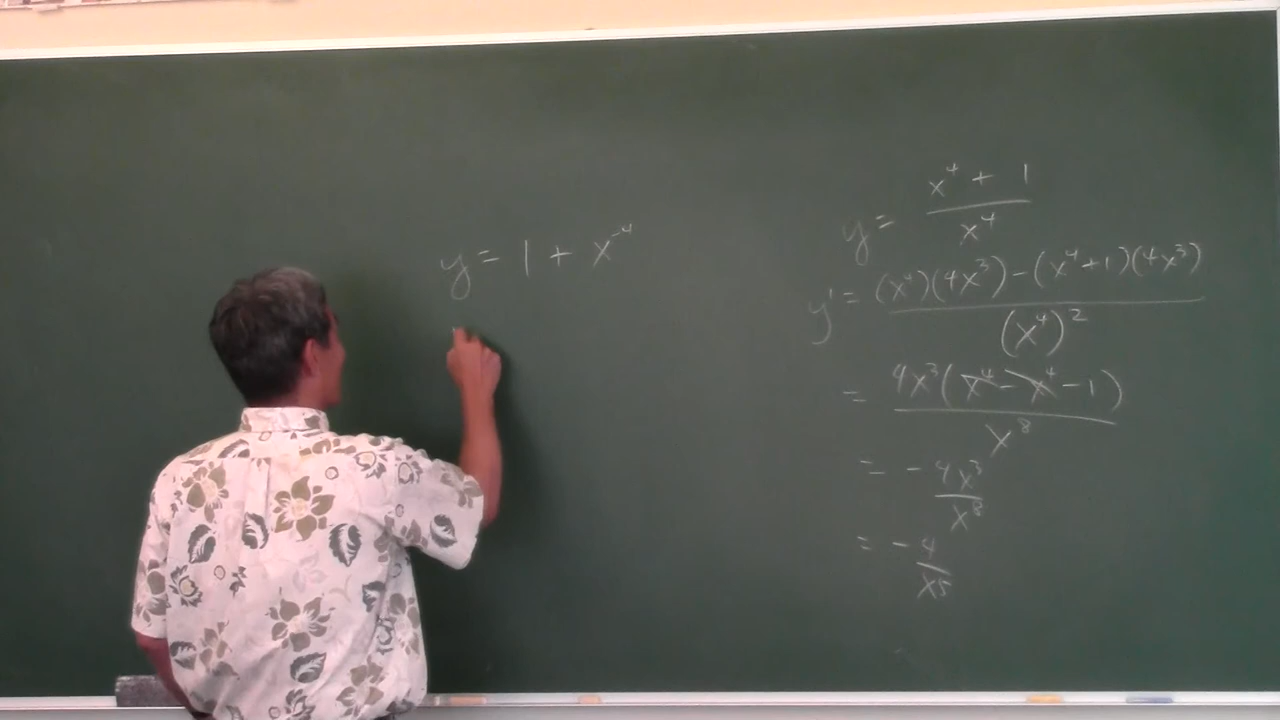 y = 1 + x⁻⁴
y = (x⁴ + 1)/x⁴
y' = ((x⁴)(4x³) - (x⁴+1)(4x³))/(x⁴)²
= 4x³(x⁴ - x⁴ - 1)/x⁸
= - 4x³/x⁸
= - 4/x⁵